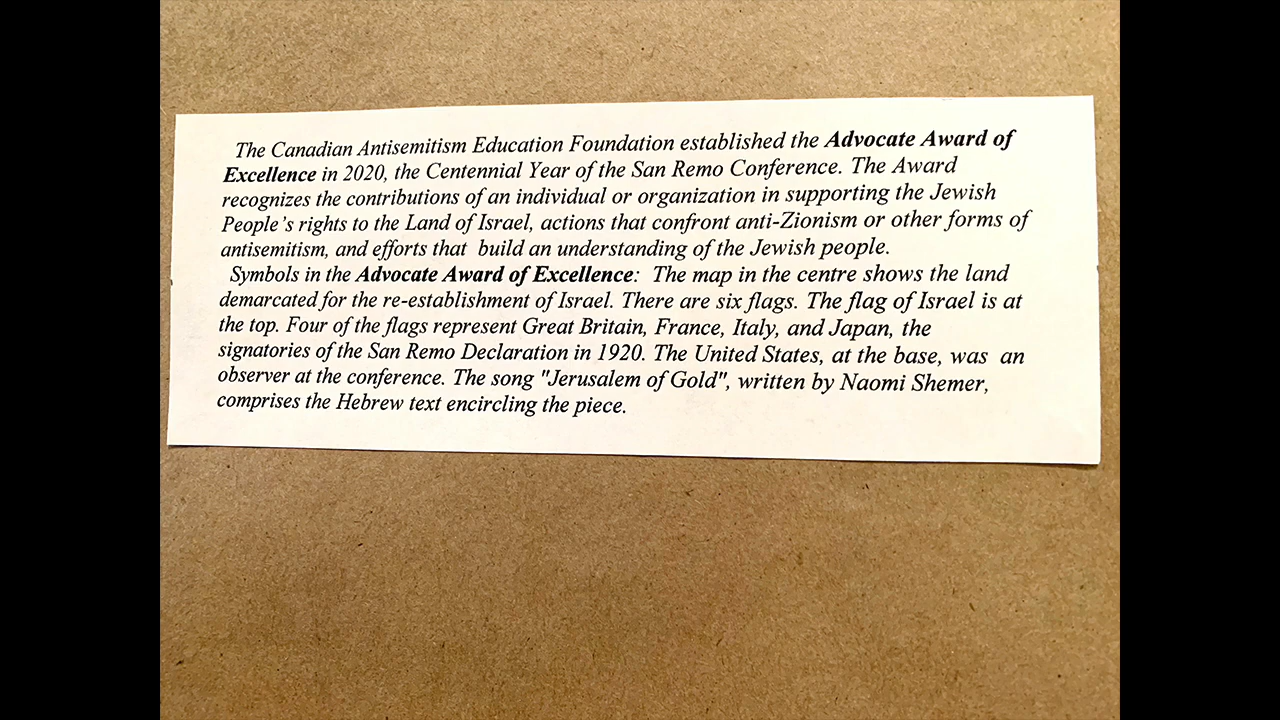 The Canadian Antisemitism Education Foundation established the Advocate Award of
Excellence in 2020, the Centennial Year of the San Remo Conference. The Award
recognizes the contributions of an individual or organization in supporting the Jewish
People's rights to the Land of Israel, actions that confront anti-Zionism or other forms of
antisemitism, and efforts that build an understanding of the Jewish people.
Symbols in the Advocate Award of Excellence: The map in the centre shows the land
demarcated for the re-establishment of Israel. There are six flags. The flag of Israel is at
the top. Four of the flags represent Great Britain, France, Italy, and Japan, the
signatories of the San Remo Declaration in 1920. The United States, at the base, was an
observer at the conference. The song "Jerusalem of Gold", written by Naomi Shemer,
comprises the Hebrew text encircling the piece.